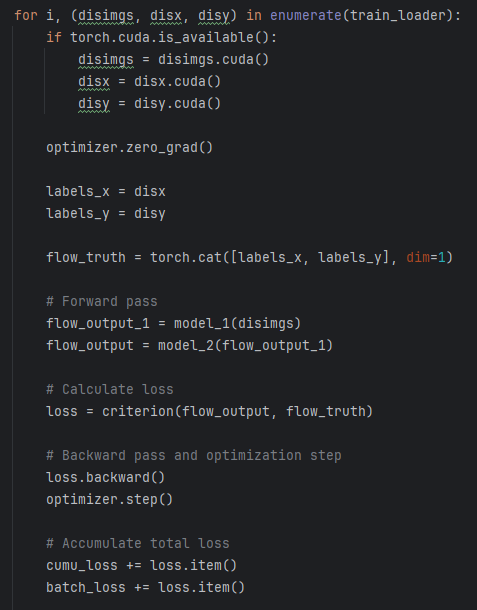 for i, (disimgs, disx, disy) in enumerate(train_loader):
    if torch.cuda.is_available():
        disimgs = disimgs.cuda()
        disx = disx.cuda()
        disy = disy.cuda()

    optimizer.zero_grad()

    labels_x = disx
    labels_y = disy

    flow_truth = torch.cat([labels_x, labels_y], dim=1)

    # Forward pass
    flow_output_1 = model_1(disimgs)
    flow_output = model_2(flow_output_1)

    # Calculate loss
    loss = criterion(flow_output, flow_truth)

    # Backward pass and optimization step
    loss.backward()
    optimizer.step()

    # Accumulate total loss
    cumu_loss += loss.item()
    batch_loss += loss.item()